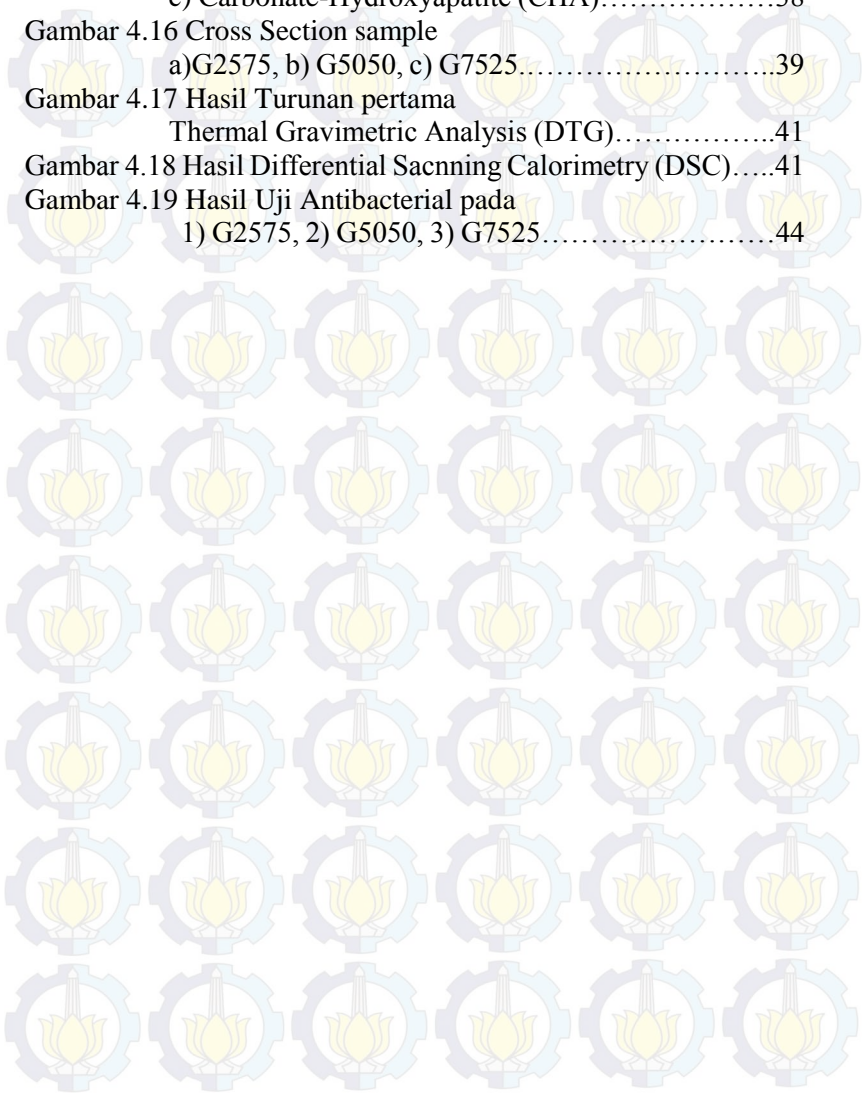 c) Carbonate-Hydroxyapatite (CHA)………………38
Gambar 4.16 Cross Section sample
a)G2575, b) G5050, c) G7525……………………..39
Gambar 4.17 Hasil Turunan pertama
Thermal Gravimetric Analysis (DTG)……………..41
Gambar 4.18 Hasil Differential Sacnning Calorimetry (DSC)…..41
Gambar 4.19 Hasil Uji Antibacterial pada
1) G2575, 2) G5050, 3) G7525……………………44